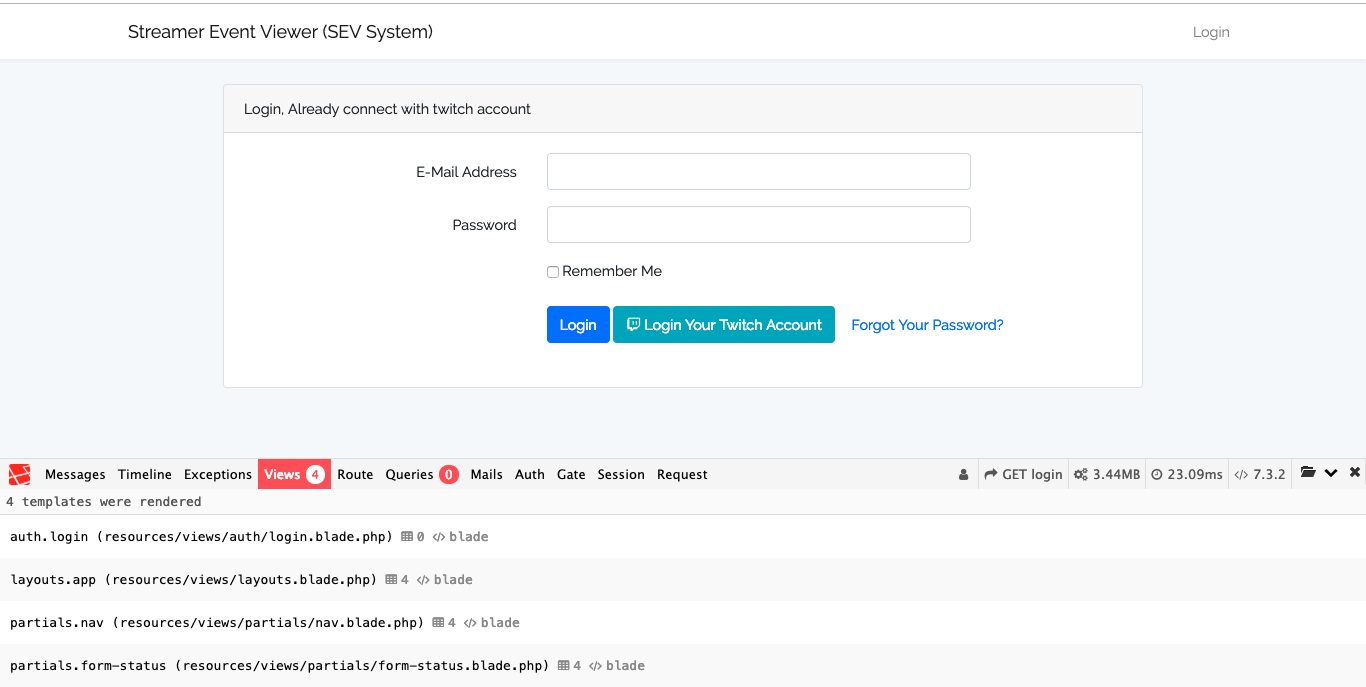 Streamer Event Viewer (SEV System) Login
Login, Already connect with twitch account
E-Mail Address
Password
Remember Me
Login Login Your Twitch Account Forgot Your Password?
Messages Timeline Exceptions Views 4 Route Queries 0 Mails Auth Gate Session Request GET login 3.44MB 23.09ms 7.3.2
4 templates were rendered
auth.login (resources/views/auth/login.blade.php) 0 blade
layouts.app (resources/views/layouts.blade.php) 4 blade
partials.nav (resources/views/partials/nav.blade.php) 4 blade
partials.form-status (resources/views/partials/form-status.blade.php) 4 blade